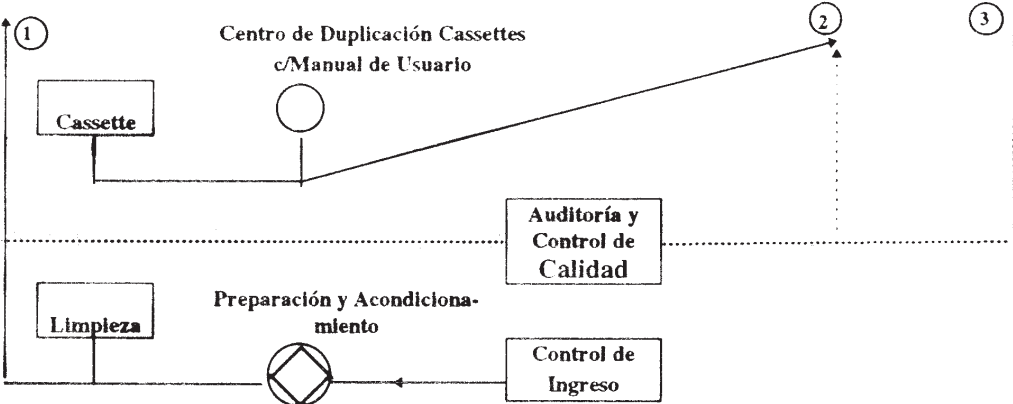 1
2
3
Centro de Duplicación Cassettes
c/Manual de Usuario
Cassette
Auditoría y
Control de
Calidad
Limpieza
Preparación y Acondiciona-
miento
Control de
Ingreso